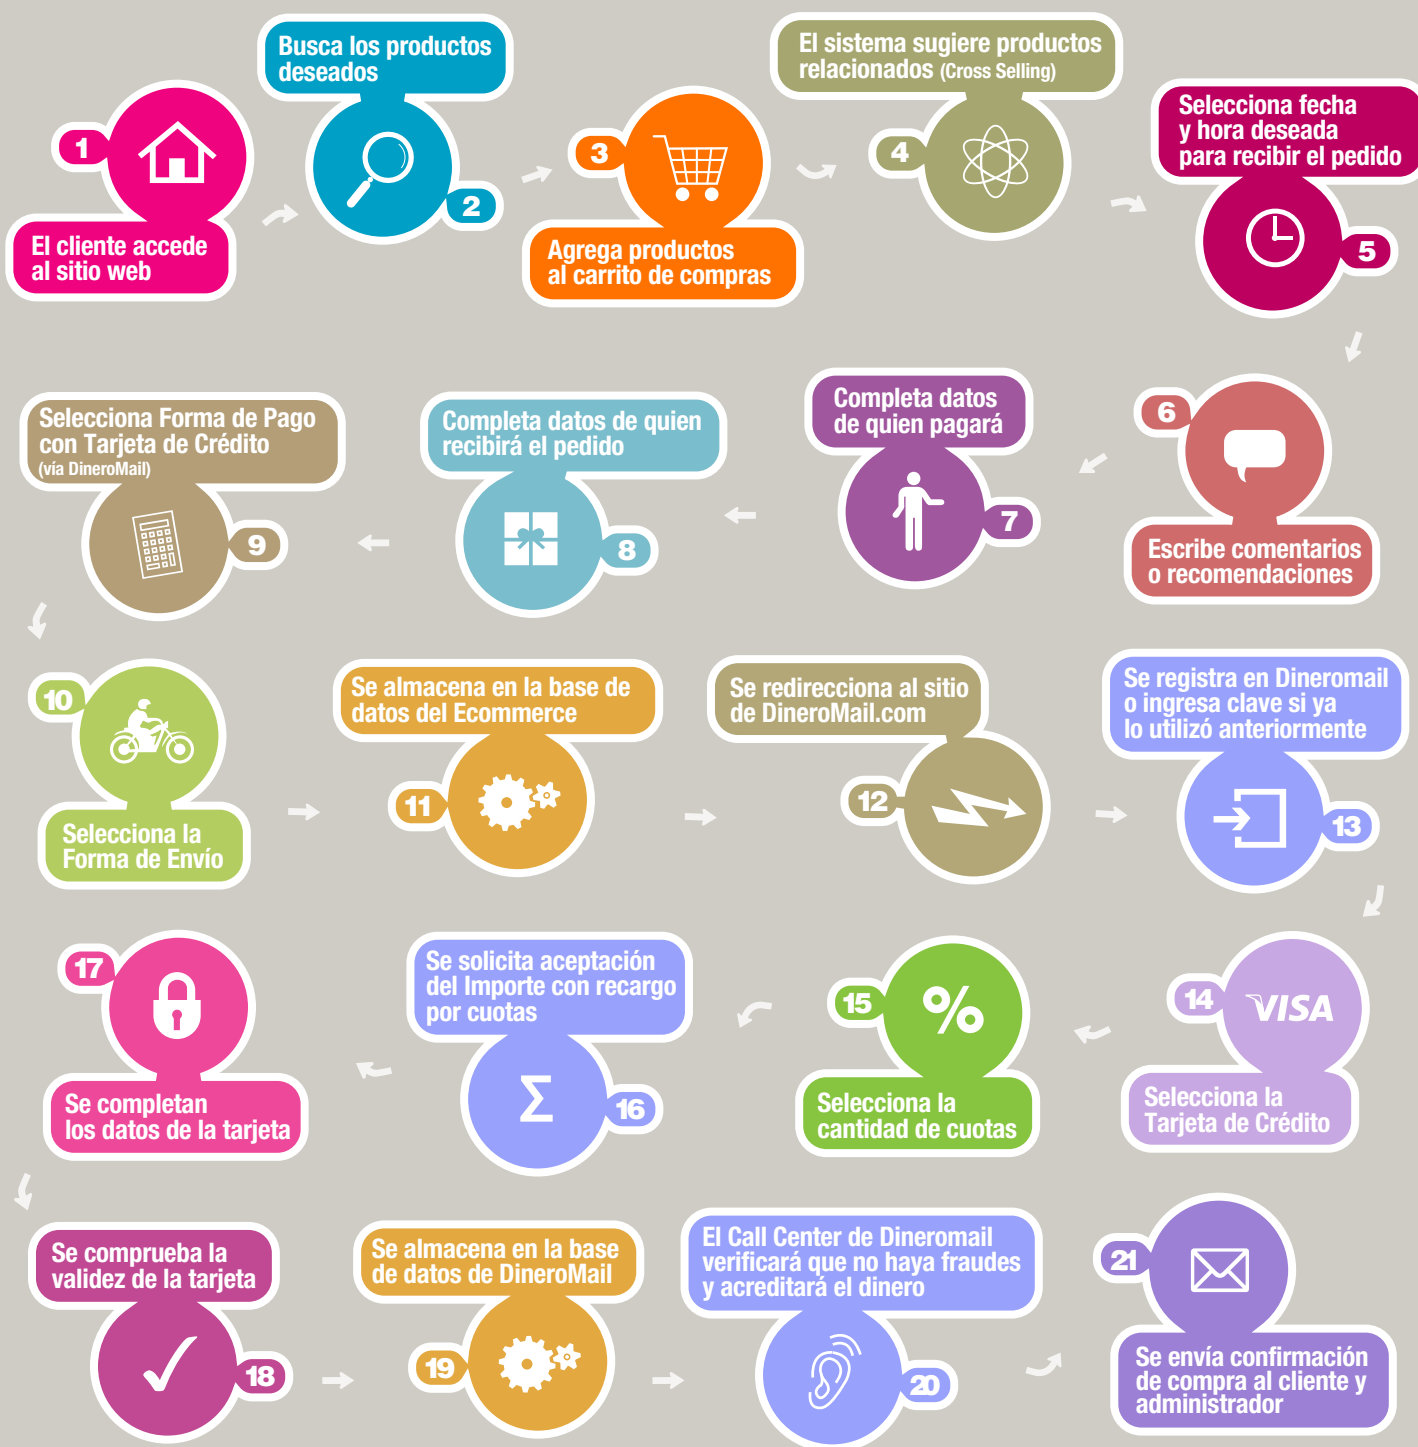 1
El cliente accede
al sitio web
Busca los productos
deseados
2
3
Agrega productos
al carrito de compras
El sistema sugiere productos
relacionados (Cross Selling)
4
Selecciona fecha
y hora deseada
para recibir el pedido
5
6
Escribe comentarios
o recomendaciones
Completa datos
de quien pagará
7
Completa datos de quien
recibirá el pedido
8
Selecciona Forma de Pago
con Tarjeta de Crédito
(vía DineroMail)
9
10
Selecciona la
Forma de Envío
Se almacena en la base de
datos del Ecommerce
11
Se redirecciona al sitio
de DineroMail.com
12
Se registra en Dineromail
o ingresa clave si ya
lo utilizó anteriormente
13
14
VISA
Selecciona la
Tarjeta de Crédito
15
%
Selecciona la
cantidad de cuotas
Se solicita aceptación
del Importe con recargo
por cuotas
Σ
16
17
Se completan
los datos de la tarjeta
Se comprueba la
validez de la tarjeta
18
Se almacena en la base
de datos de DineroMail
19
El Call Center de Dineromail
verificará que no haya fraudes
y acreditará el dinero
20
21
Se envía confirmación
de compra al cliente y
administrador